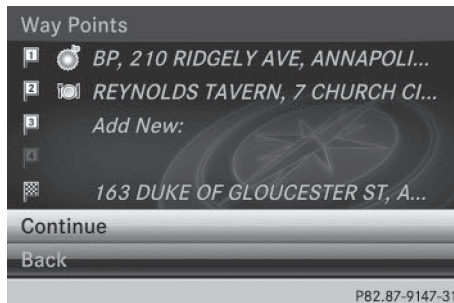 Way Points
1 BP, 210 RIDGELY AVE, ANNAPOLI...
2 REYNOLDS TAVERN, 7 CHURCH CI...
3 Add New:
4
163 DUKE OF GLOUCESTER ST, A...
Continue
Back
P82.87-9147-31